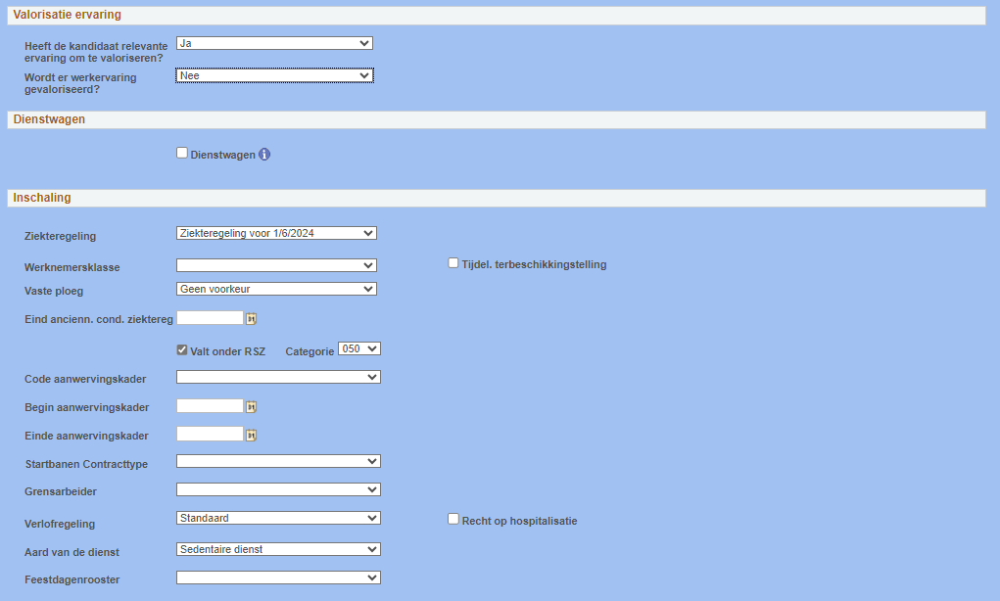 Valorisatie ervaring
Heeft de kandidaat relevante
ervaring om te valoriseren?
Ja
Wordt er werkervaring
gevaloriseerd?
Nee
Dienstwagen
Dienstwagen
Inschaling
Ziekteregeling
Ziekteregeling voor 1/6/2024
Werknemersklasse
Tijdel. terbeschikkingstelling
Vaste ploeg
Geen voorkeur
Eind ancienn. cond. ziektereg
Valt onder RSZ
Categorie
050
Code aanwervingskader
Begin aanwervingskader
Einde aanwervingskader
Startbanen Contracttype
Grensarbeider
Verlofregeling
Standaard
Recht op hospitalisatie
Aard van de dienst
Sedentaire dienst
Feestdagenrooster